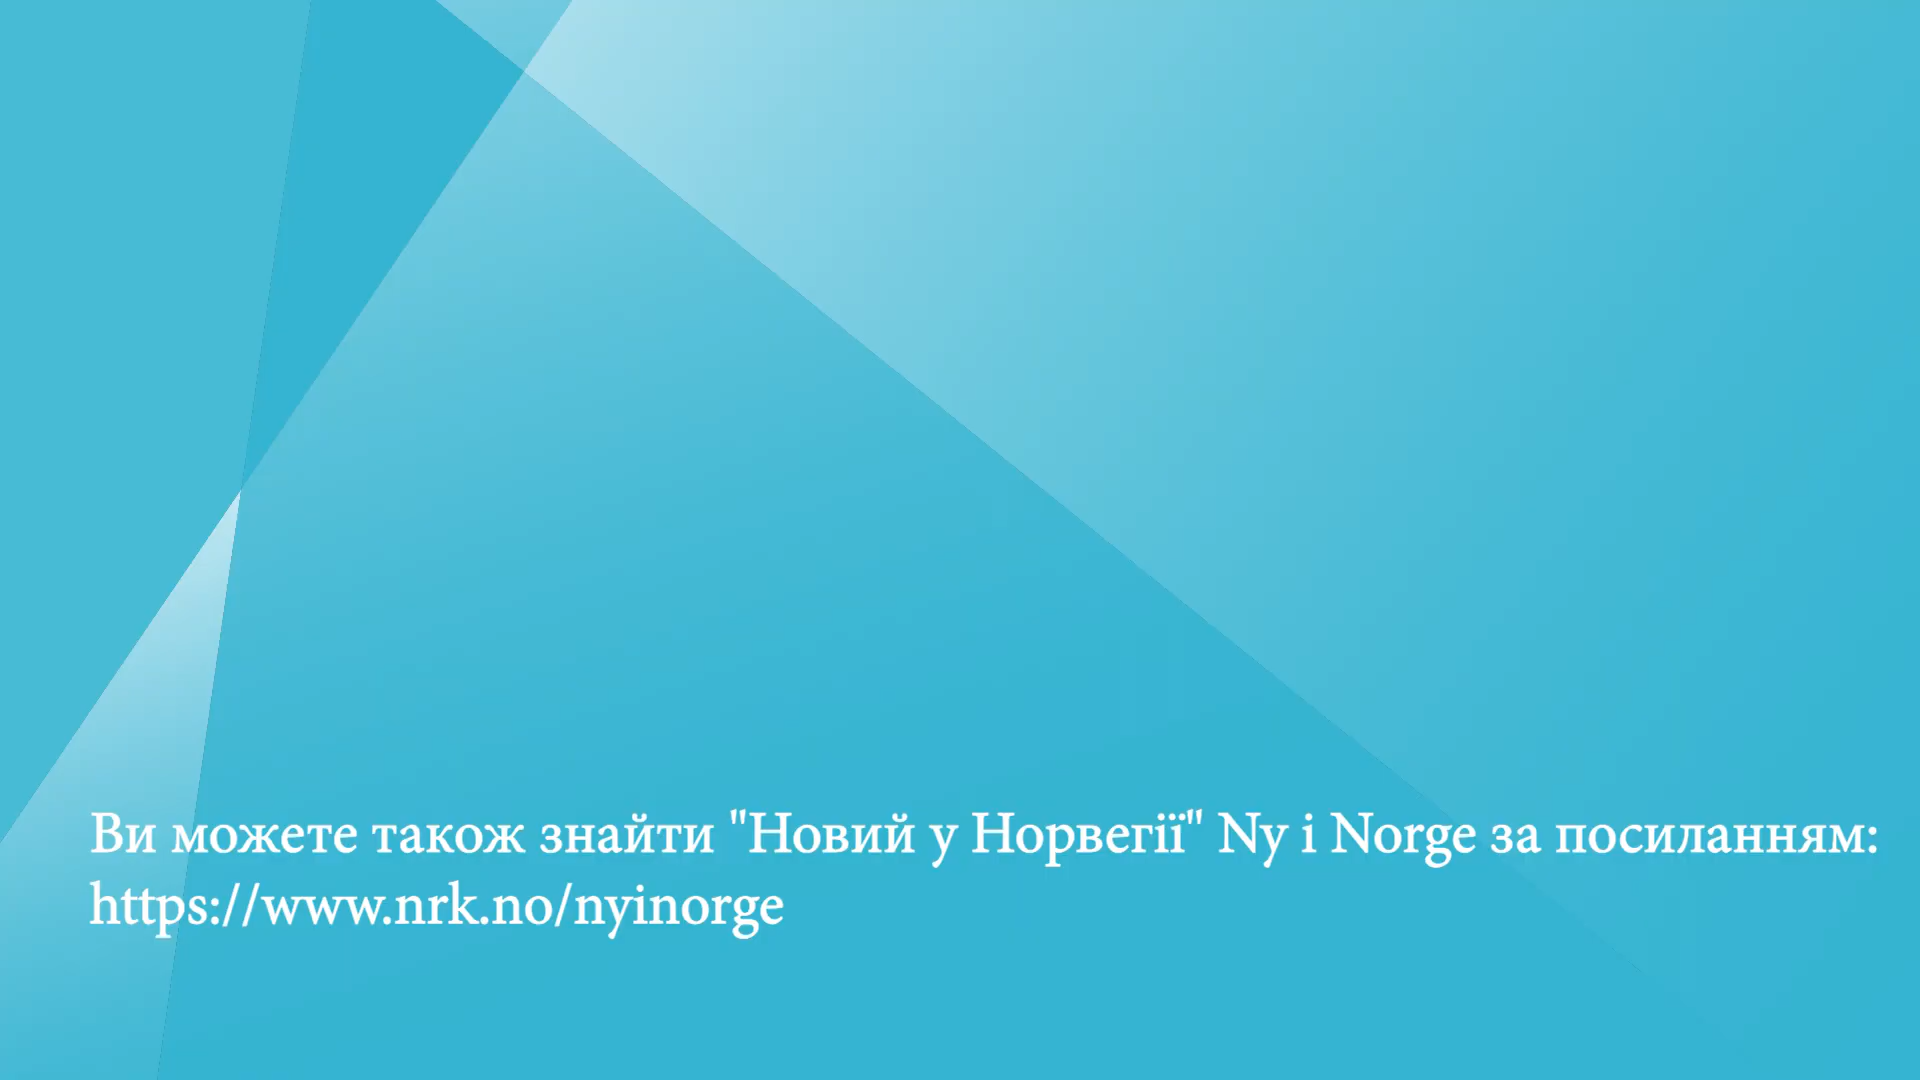 Ви можете також знайти "Новий у Норвегії" Ny i Norge за посиланням:
https://www.nrk.no/nyinorge